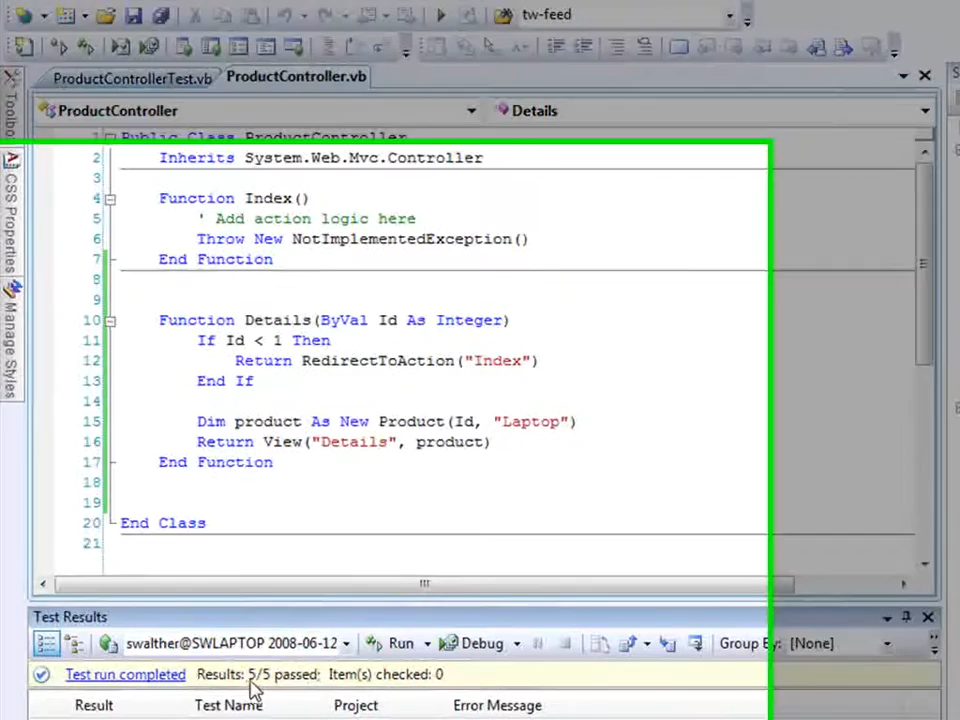 tw-feed
ProductControllerTest.vb ProductController.vb
ProductController Details
1 Public Class ProductController
2 Inherits System.Web.Mvc.Controller
3
4 Function Index()
5 ' Add action logic here
6 Throw New NotImplementedException()
7 End Function
8
9
10 Function Details(ByVal Id As Integer)
11 If Id < 1 Then
12 Return RedirectToAction("Index")
13 End If
14
15 Dim product As New Product(Id, "Laptop")
16 Return View("Details", product)
17 End Function
18
19
20 End Class
21
CSS Properties
Manage Styles
Test Results
swalther@SWLAPTOP 2008-06-12 Run Debug Group By: [None]
Test run completed Results: 5/5 passed; Item(s) checked: 0
Result Test Name Project Error Message